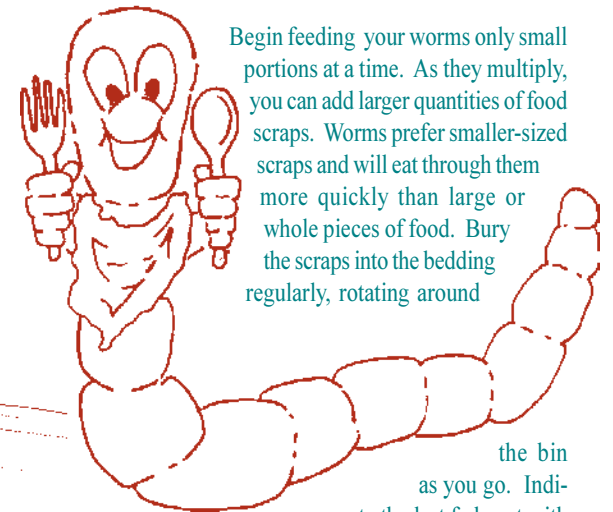 Begin feeding your worms only small
portions at a time. As they multiply,
you can add larger quantities of food
scraps. Worms prefer smaller-sized
scraps and will eat through them
more quickly than large or
whole pieces of food. Bury
the scraps into the bedding
regularly, rotating around
the bin
as you go. Indi-